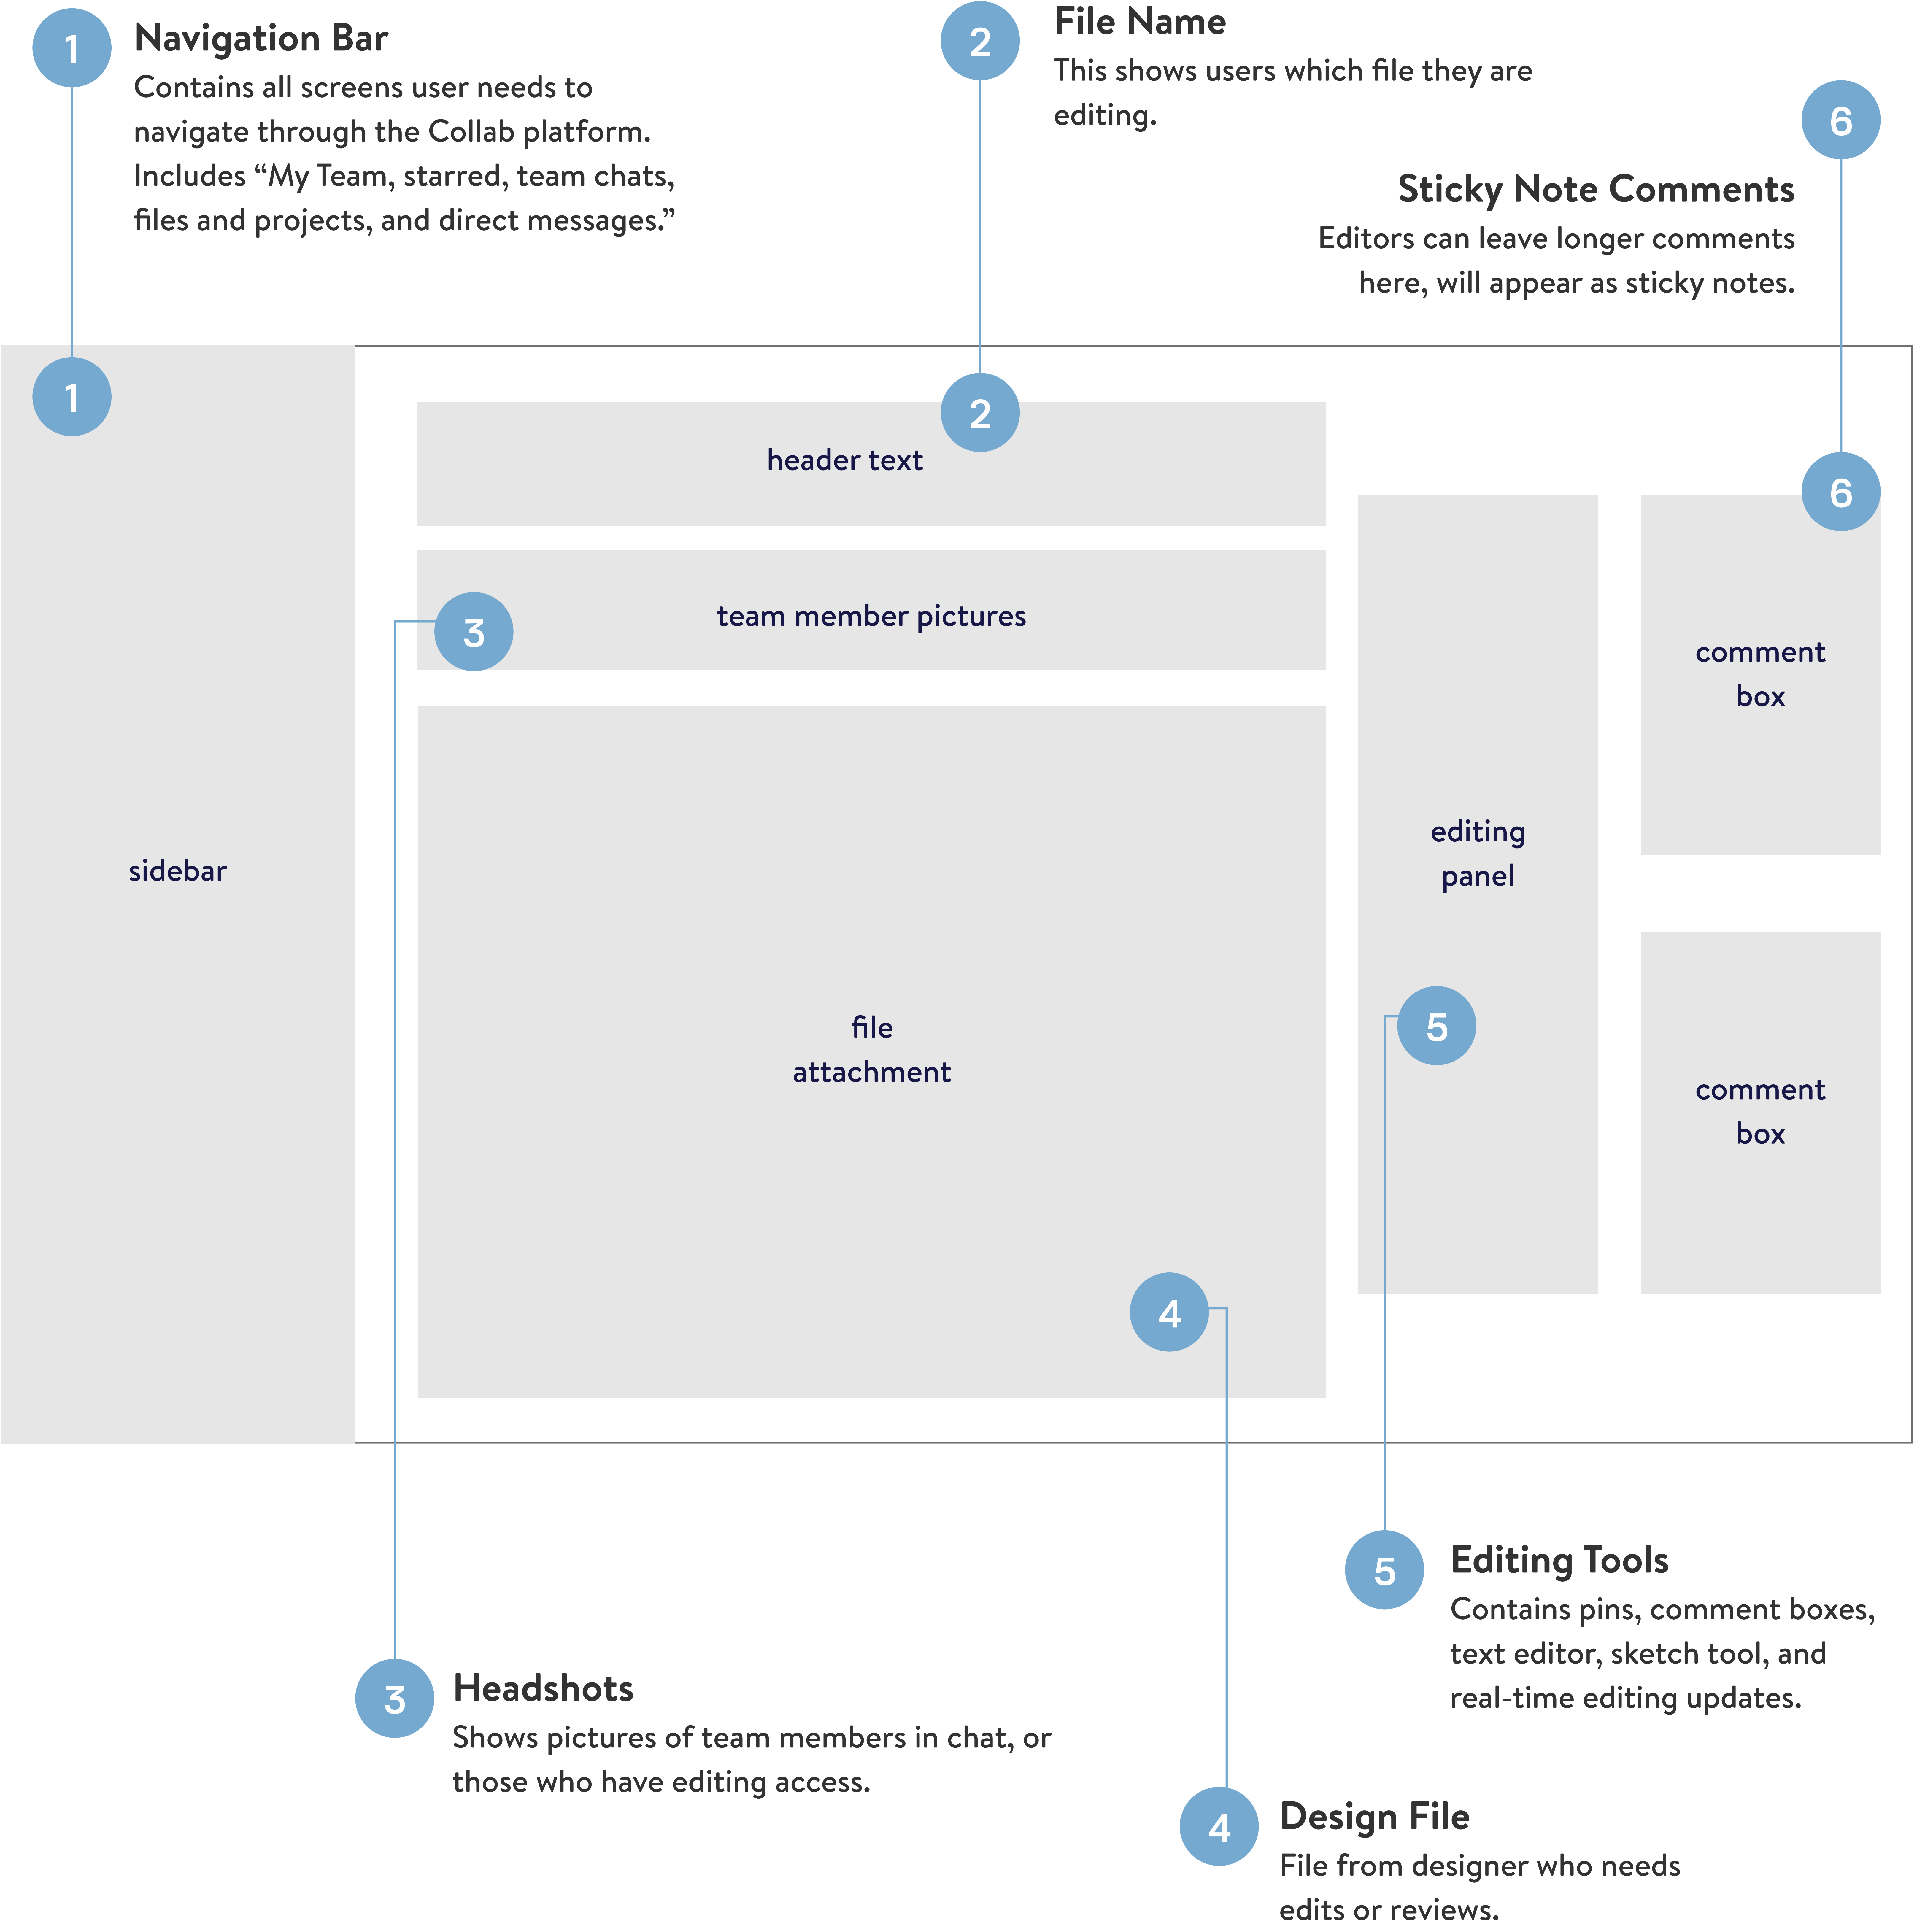 1
Navigation Bar
Contains all screens user needs to
navigate through the Collab platform.
Includes “My Team, starred, team chats,
files and projects, and direct messages.”
2
File Name
This shows users which file they are
editing.
6
Sticky Note Comments
Editors can leave longer comments
here, will appear as sticky notes.
1
sidebar
2
header text
3
team member pictures
file
attachment
4
editing
panel
5
6
comment
box
comment
box
5
Editing Tools
Contains pins, comment boxes,
text editor, sketch tool, and
real-time editing updates.
3
Headshots
Shows pictures of team members in chat, or
those who have editing access.
4
Design File
File from designer who needs
edits or reviews.